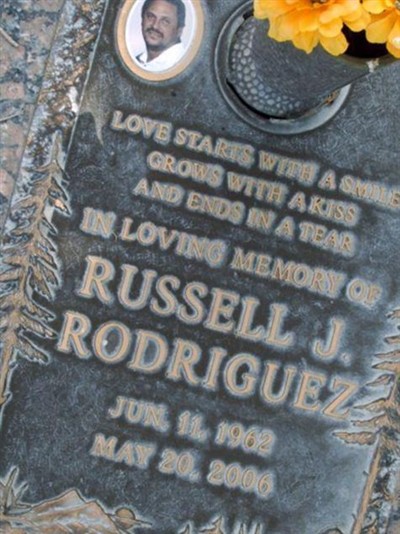 LOVE STARTS WITH A SMILE
GROWS WITH A KISS
AND ENDS IN A TEAR
IN LOVING MEMORY OF
RUSSELL J.
RODRIGUEZ
JUN. 11, 1962
MAY 20, 2006